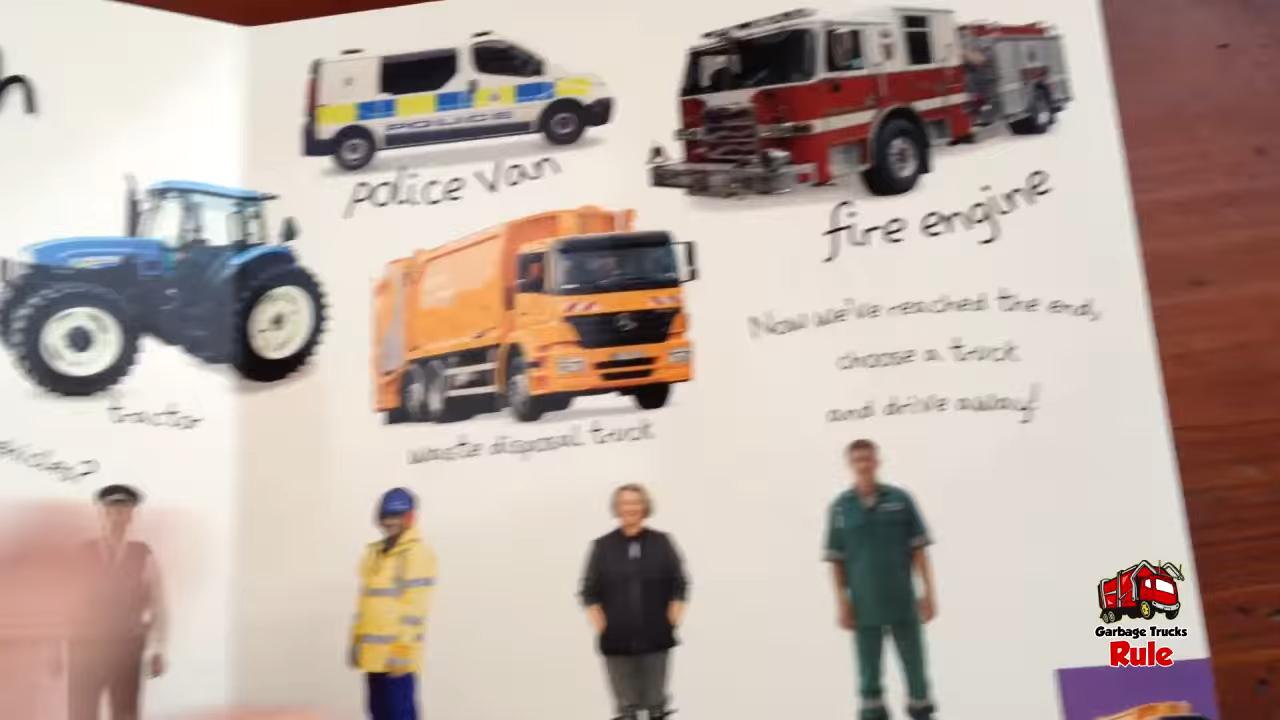 police van
fire engine
tractor
waste disposal truck
Now we've reached the end,
choose a truck
and drive away!
POLICE
Garbage Trucks
Rule